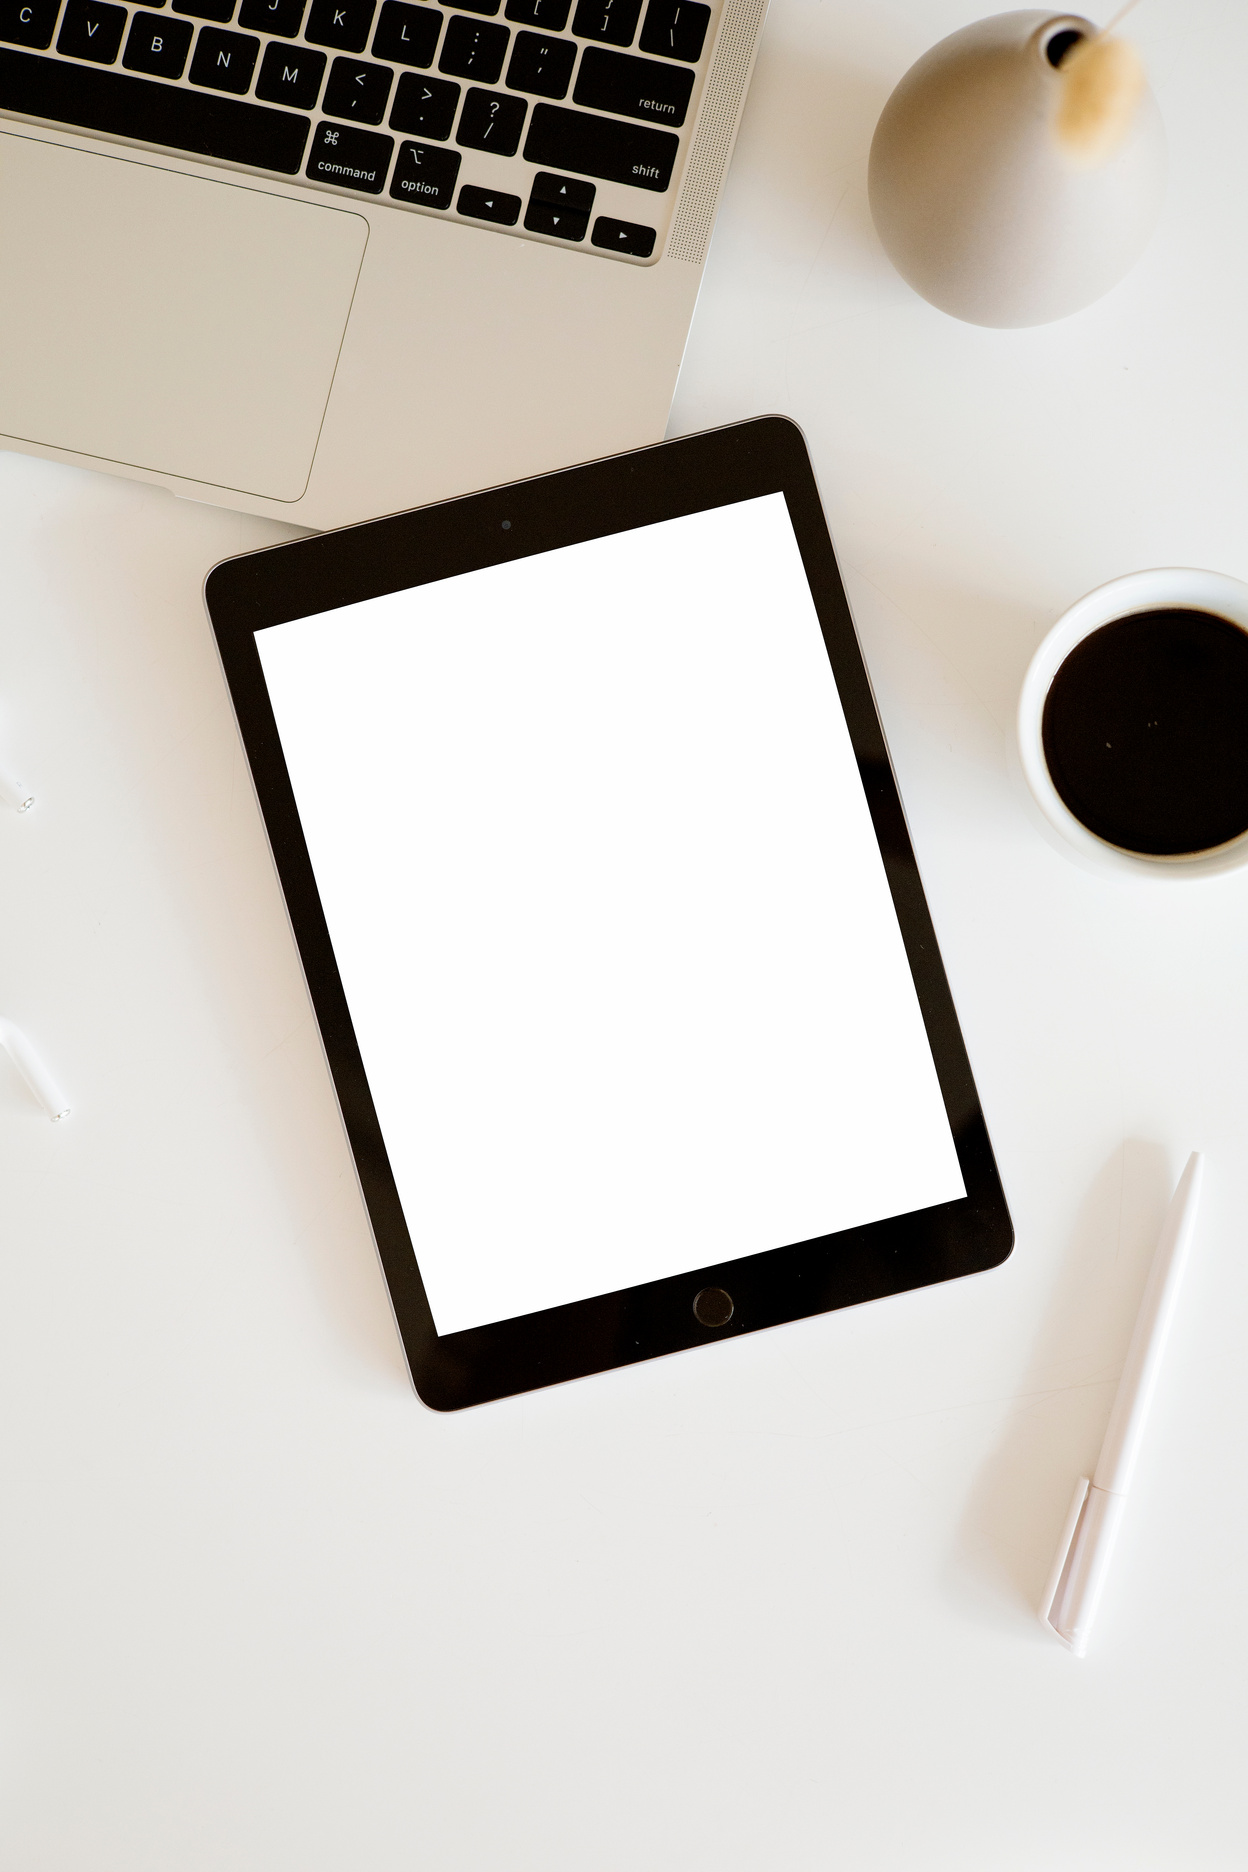 C V B N M < ,
J K L : ; " ' return
> . ? / shift
[ { ] } | \
⌘ command
⌥ option
◄ ▲ ▼ ►